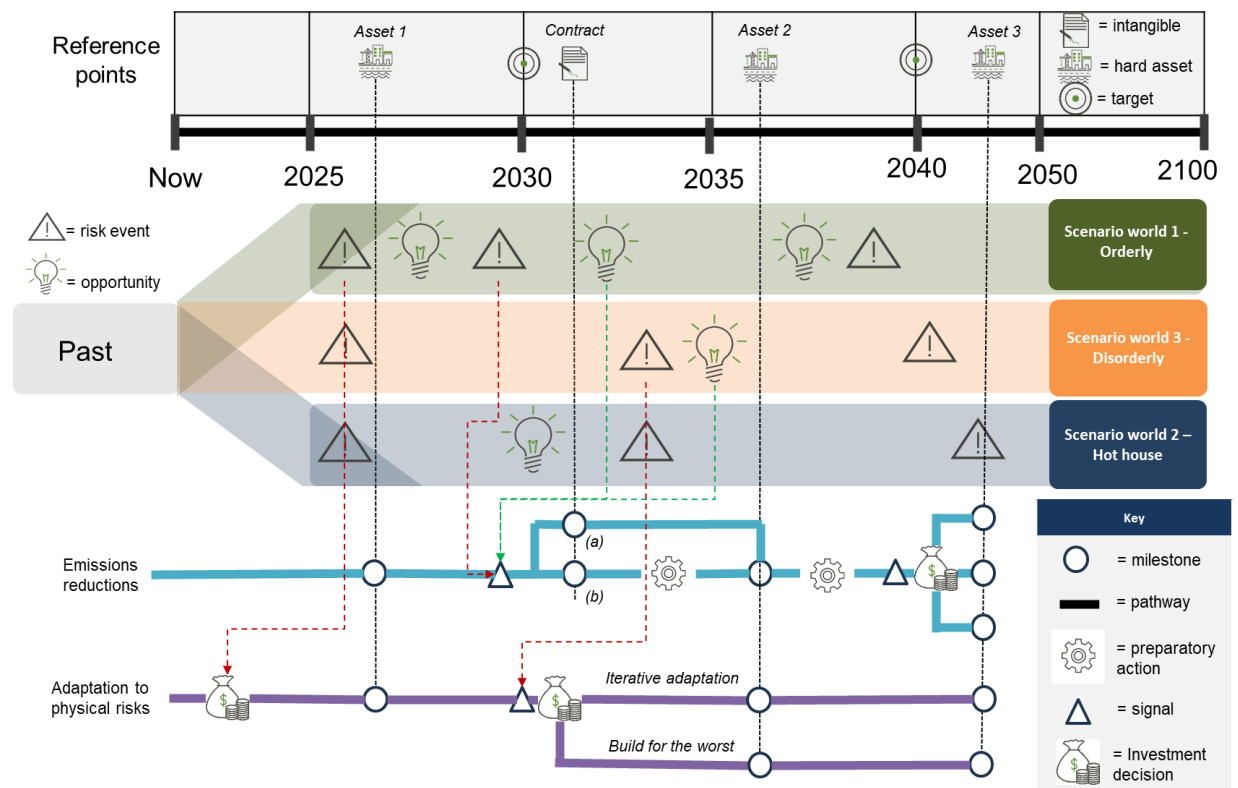 Reference
points
Asset 1
Contract
Asset 2
Asset 3
= intangible
= hard asset
= target
Now
2025
2030
2035
2040
2050
2100
= risk event
= opportunity
Past
Scenario world 1 -
Orderly
Scenario world 3 -
Disorderly
Scenario world 2 –
Hot house
Emissions
reductions
(a)
(b)
$
Adaptation to
physical risks
$
$
Iterative adaptation
Build for the worst
Key
= milestone
= pathway
= preparatory
action
= signal
$
= Investment
decision